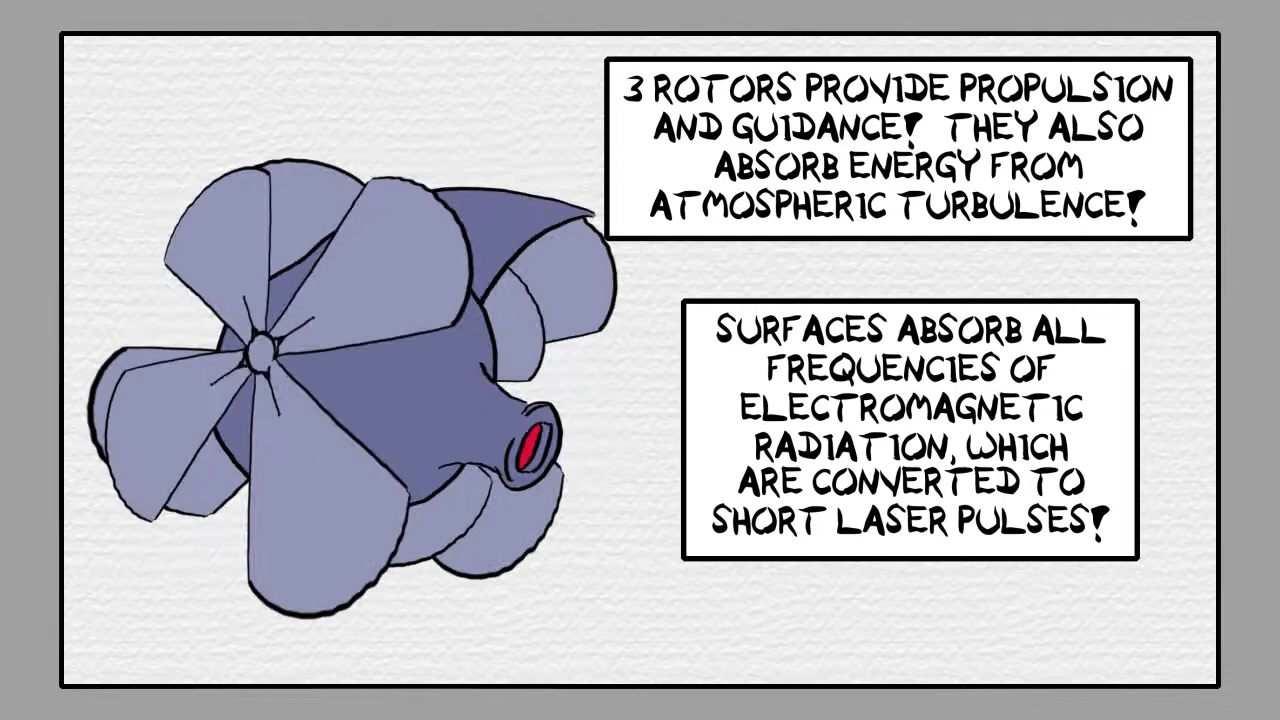 3 ROTORS PROVIDE PROPULSION
AND GUIDANCE! THEY ALSO
ABSORB ENERGY FROM
ATMOSPHERIC TURBULENCE!
SURFACES ABSORB ALL
FREQUENCIES OF
ELECTROMAGNETIC
RADIATION, WHICH
ARE CONVERTED TO
SHORT LASER PULSES!